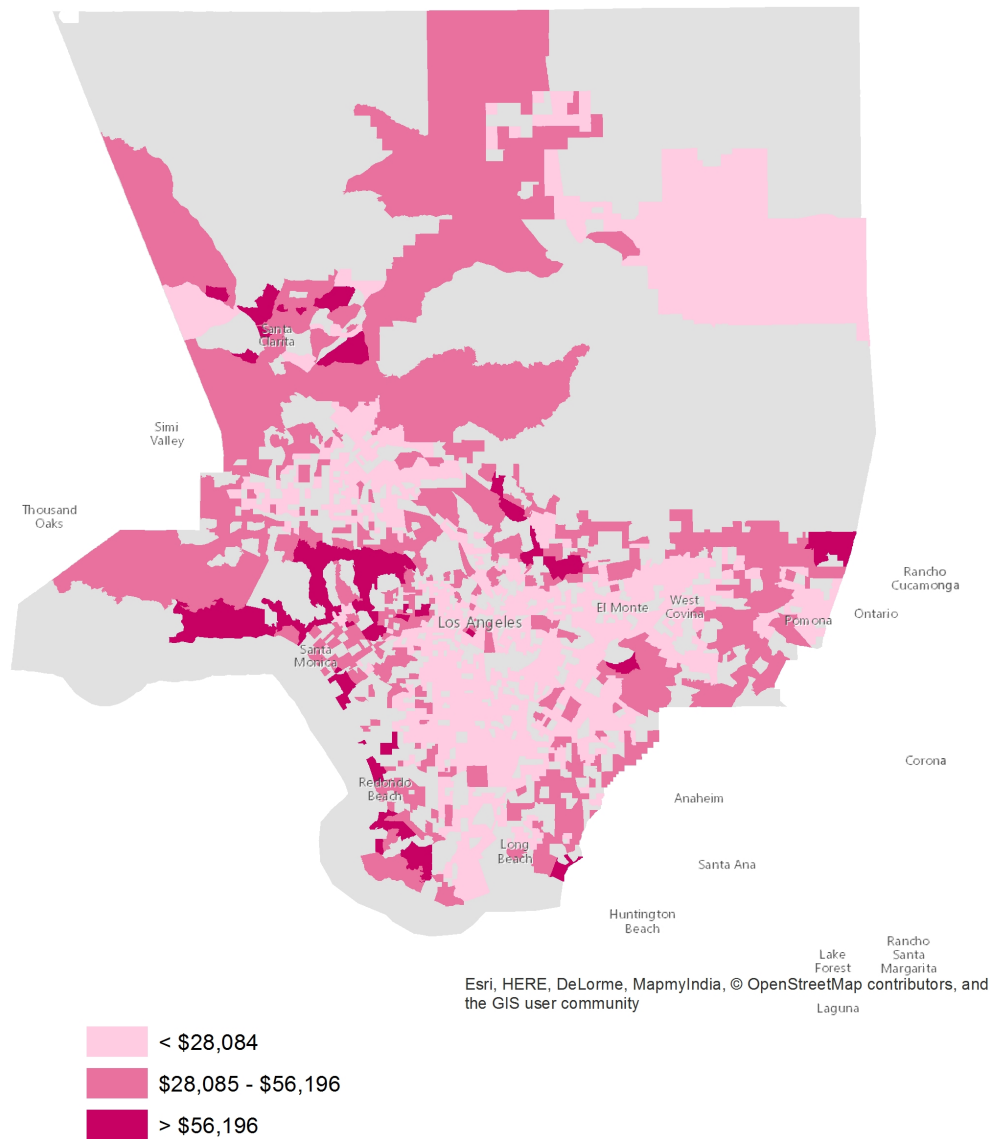 Santa
Clarita
Simi
Valley
Thousand
Oaks
Rancho
Cucamonga
Ontario
El Monte
West
Covina
Pomona
Los Angeles
Santa
Monica
Corona
Redondo
Beach
Anaheim
Long
Beach
Santa Ana
Huntington
Beach
Lake
Forest
Rancho
Santa
Margarita
Esri, HERE, DeLorme, MapmyIndia, © OpenStreetMap contributors, and
the GIS user community
Laguna
< $28,084
$28,085 - $56,196
> $56,196